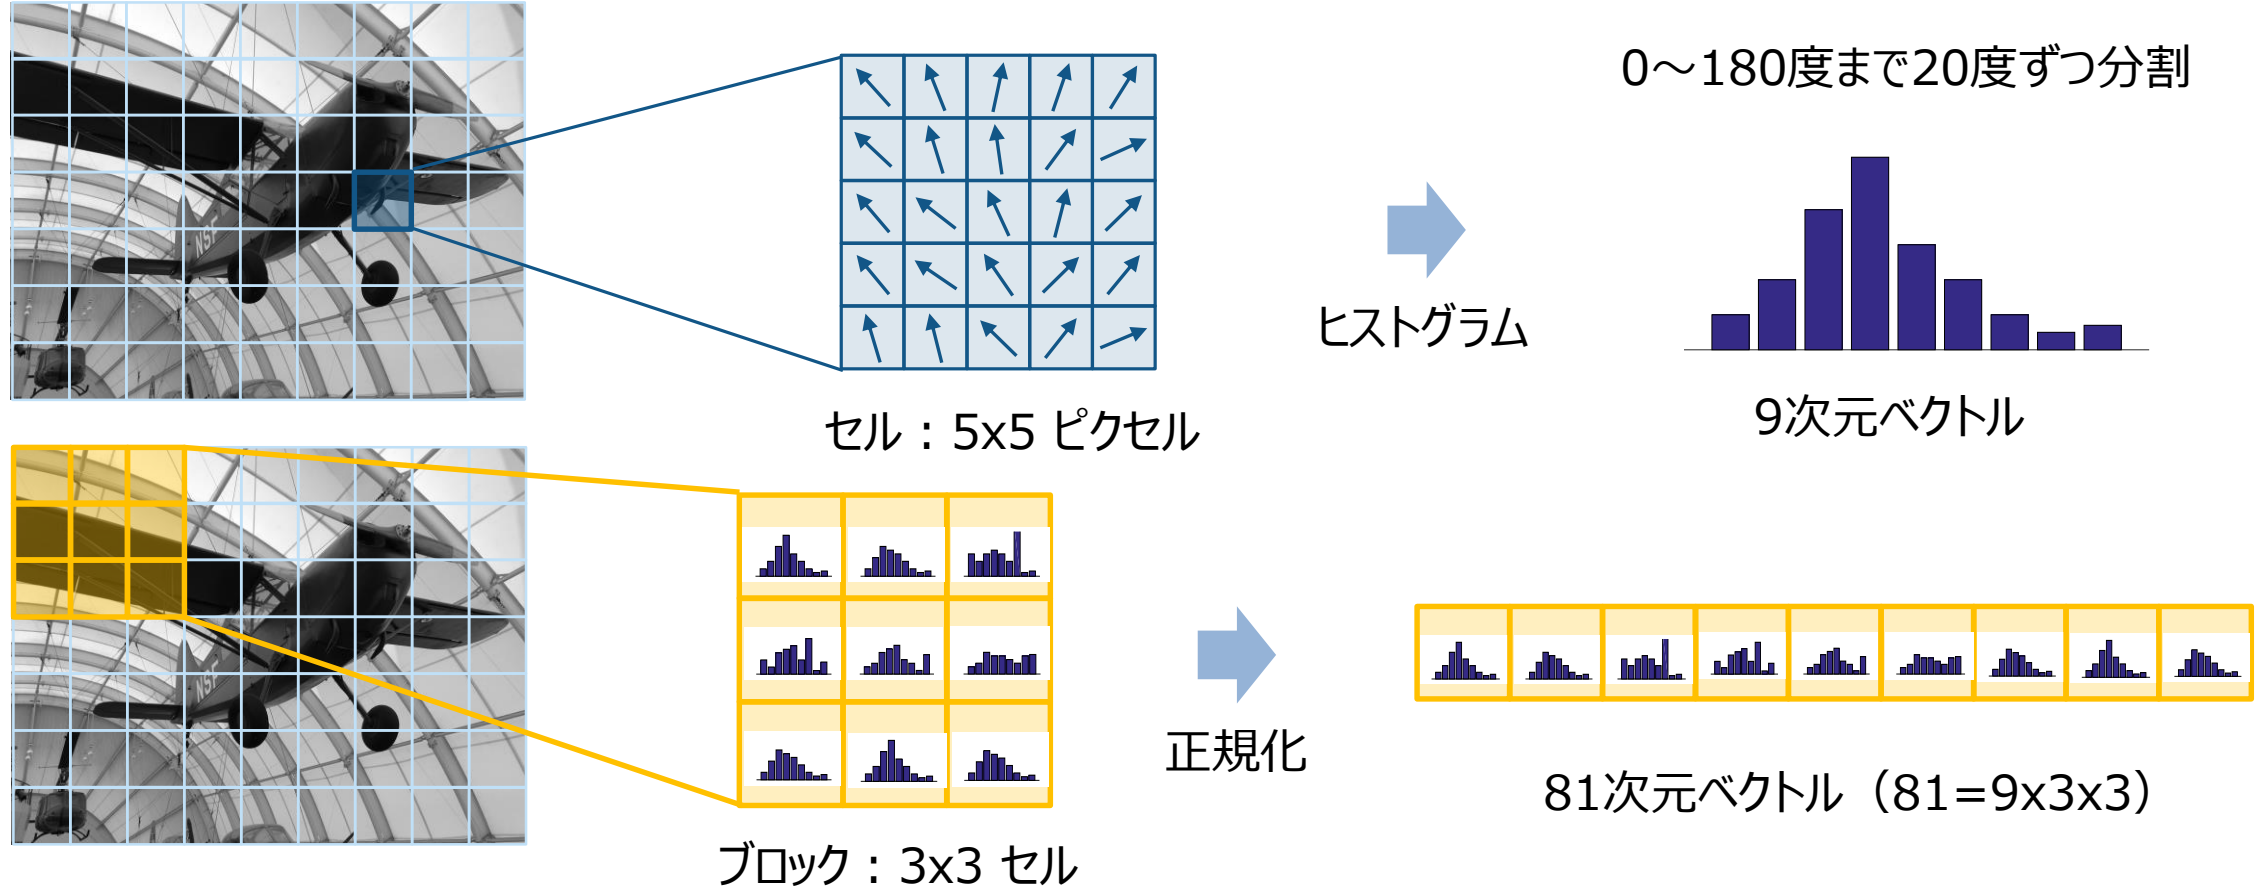 0～180度まで20度ずつ分割
ヒストグラム
セル：5x5 ピクセル
9次元ベクトル
NSF
正規化
81次元ベクトル（81=9x3x3）
ブロック：3x3 セル
NSF